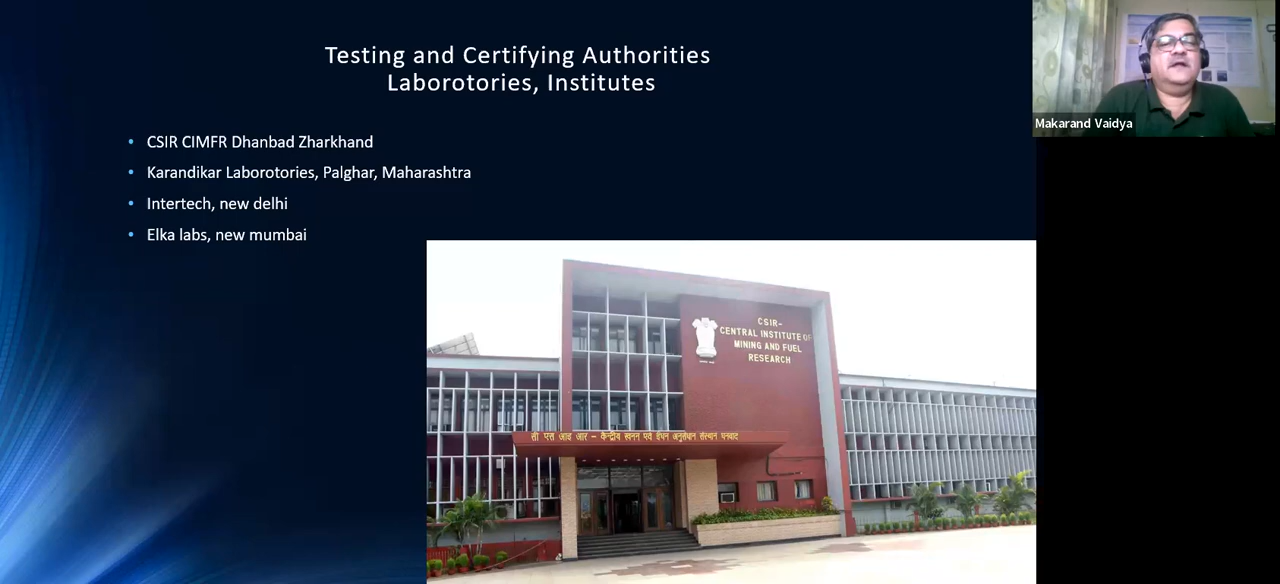 Testing and Certifying Authorities
Laborotories, Institutes
• CSIR CIMFR Dhanbad Zharkhand
• Karandikar Laborotories, Palghar, Maharashtra
• Intertech, new delhi
• Elka labs, new mumbai
Makarand Vaidya
CSIR-
CENTRAL INSTITUTE OF
MINING AND FUEL
RESEARCH
सी एस आइ आर - केन्द्रीय खनन एवं ईंधन अनुसंधान संस्थान धनबाद